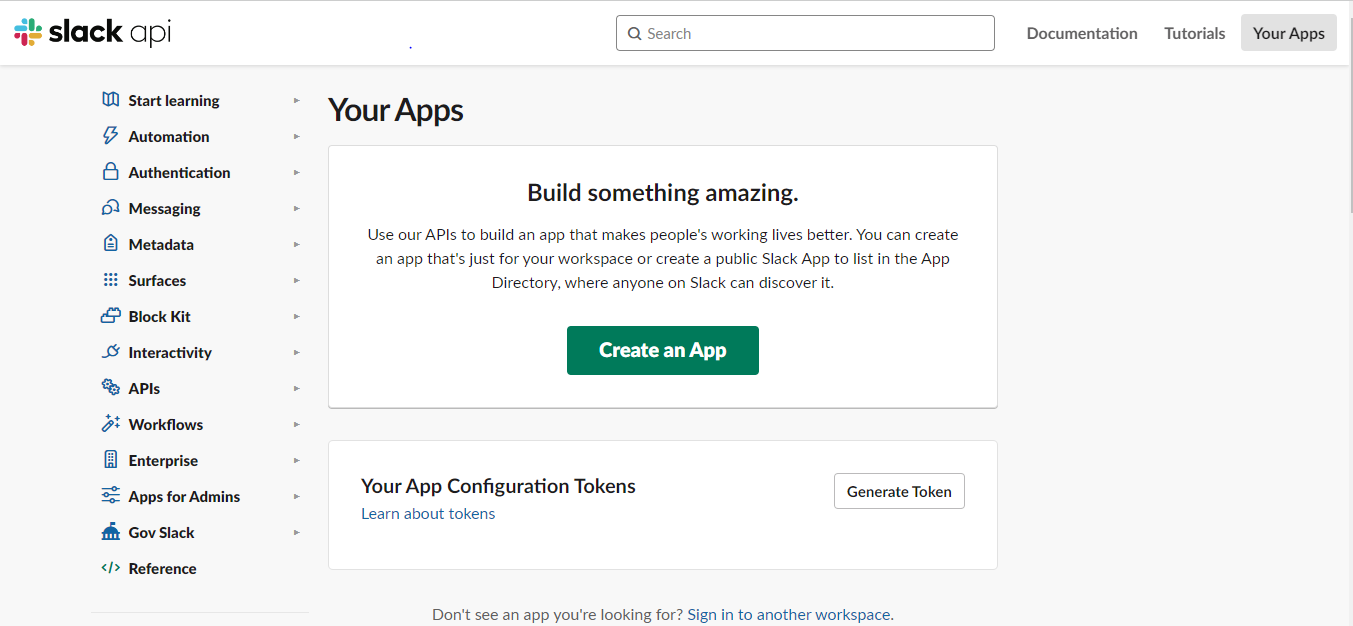 slack api
Search
Documentation
Tutorials
Your Apps
Start learning
Automation
Authentication
Messaging
Metadata
Surfaces
Block Kit
Interactivity
APIs
Workflows
Enterprise
Apps for Admins
Gov Slack
Reference
Your Apps
Build something amazing.
Use our APIs to build an app that makes people's working lives better. You can create
an app that's just for your workspace or create a public Slack App to list in the App
Directory, where anyone on Slack can discover it.
Create an App
Your App Configuration Tokens
Learn about tokens
Generate Token
Don't see an app you're looking for? Sign in to another workspace.